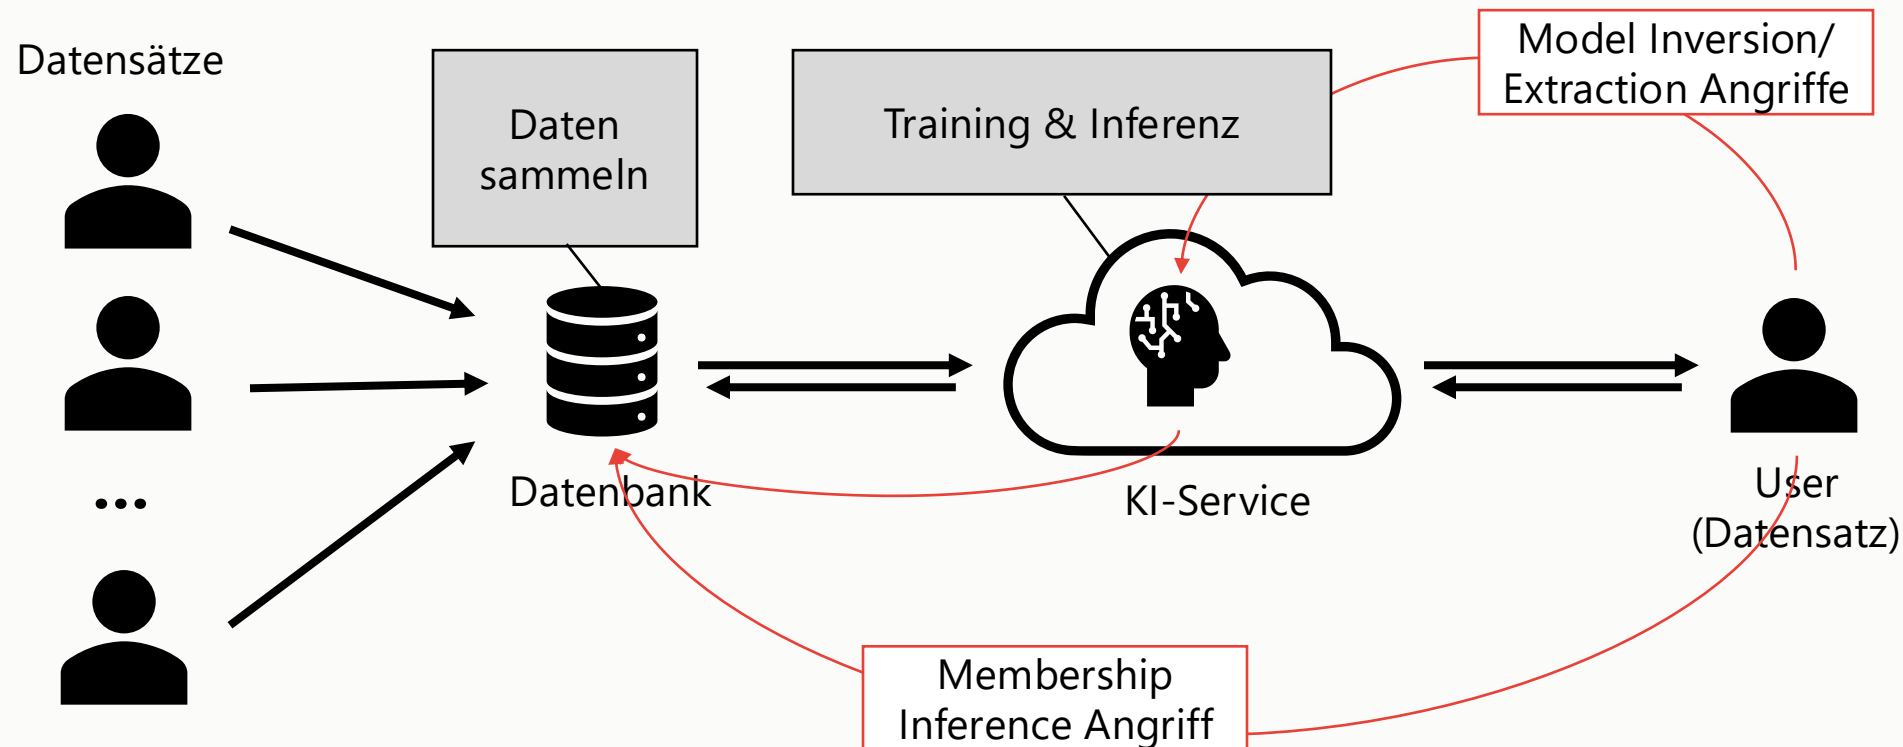 Datensätze
Daten
sammeln
Training & Inferenz
Model Inversion/
Extraction Angriffe
...
Datenbank
KI-Service
User
(Datensatz)
Membership
Inference Angriff